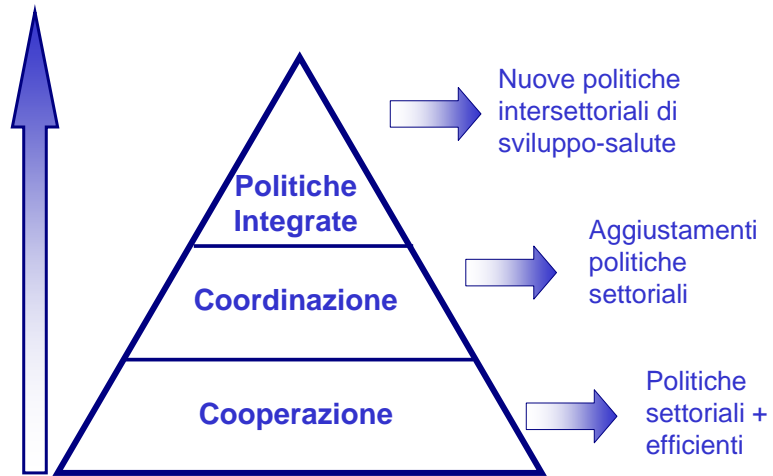 Nuove politiche
intersettoriali di
sviluppo-salute
Politiche
Integrate
Aggiustamenti
politiche
settoriali
Coordinazione
Politiche
settoriali +
efficienti
Cooperazione